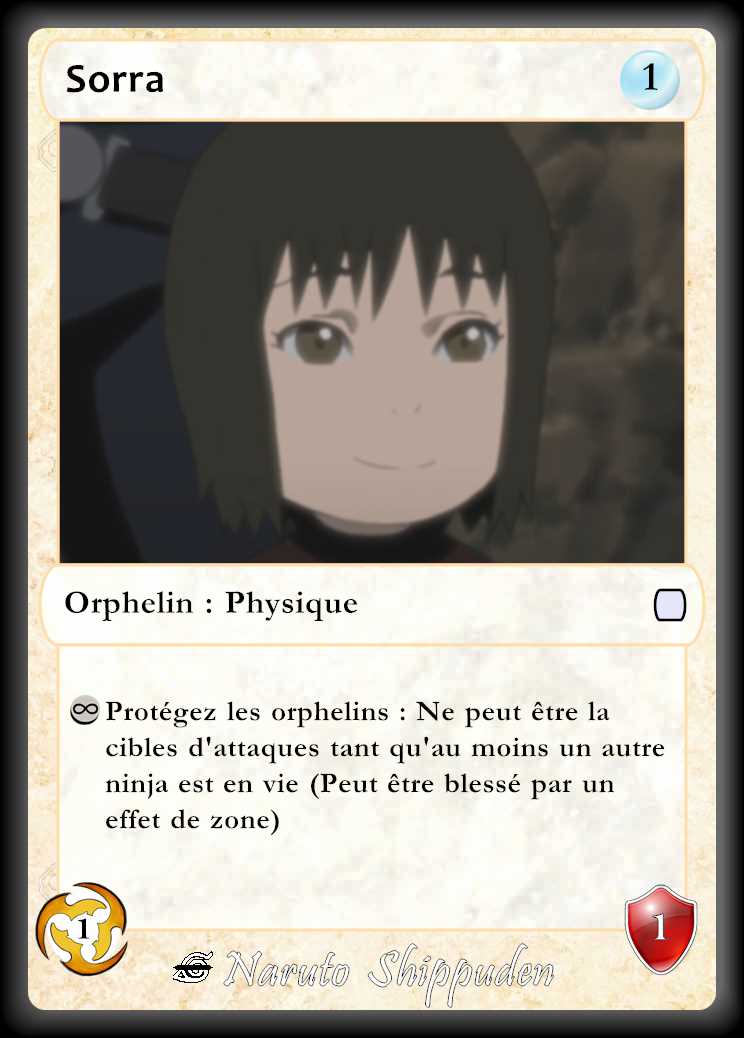 Sorra
1
Orphelin : Physique
∞ Protégez les orphelins : Ne peut être la
cibles d'attaques tant qu'au moins un autre
ninja est en vie (Peut être blessé par un
effet de zone)
1
1
Naruto Shippuden